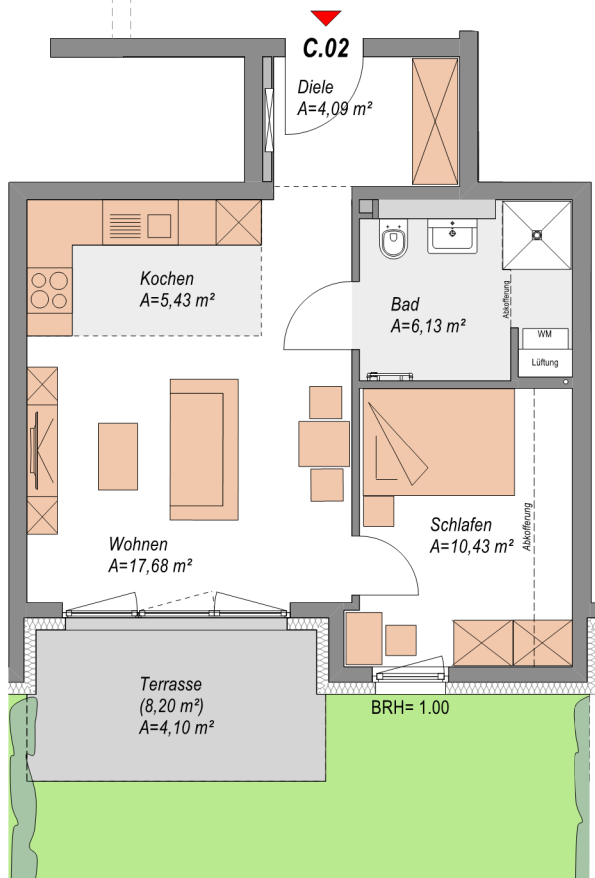 C.02
Diele
A=4,09 m²
Kochen
A=5,43 m²
Bad
A=6,13 m²
Abkofferung
WM
Lüftung
Schlafen
A=10,43 m²
Abkofferung
Wohnen
A=17,68 m²
Terrasse
(8,20 m²)
A=4,10 m²
BRH= 1.00